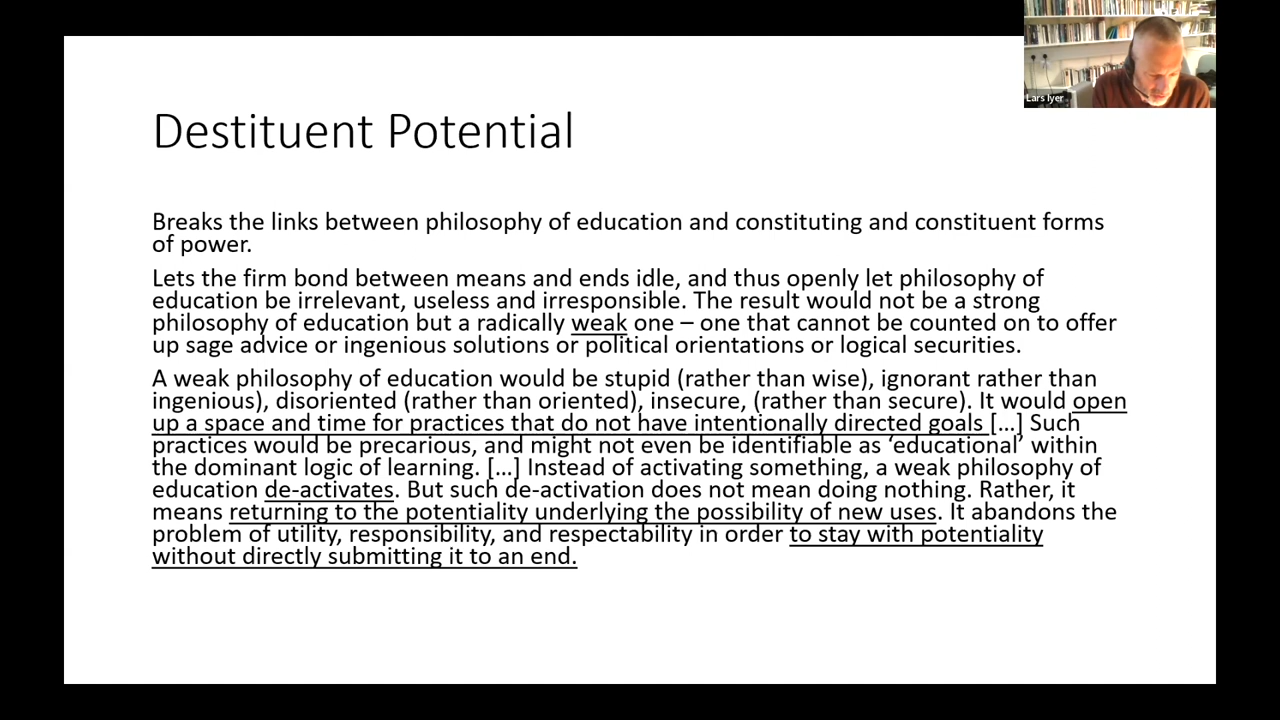 Lars Iyer
Destituent Potential
Breaks the links between philosophy of education and constituting and constituent forms
of power.
Lets the firm bond between means and ends idle, and thus openly let philosophy of
education be irrelevant, useless and irresponsible. The result would not be a strong
philosophy of education but a radically weak one – one that cannot be counted on to offer
up sage advice or ingenious solutions or political orientations or logical securities.
A weak philosophy of education would be stupid (rather than wise), ignorant rather than
ingenious), disoriented (rather than oriented), insecure, (rather than secure). It would open
up a space and time for practices that do not have intentionally directed goals […] Such
practices would be precarious, and might not even be identifiable as ‘educational’ within
the dominant logic of learning. […] Instead of activating something, a weak philosophy of
education de-activates. But such de-activation does not mean doing nothing. Rather, it
means returning to the potentiality underlying the possibility of new uses. It abandons the
problem of utility, responsibility, and respectability in order to stay with potentiality
without directly submitting it to an end.